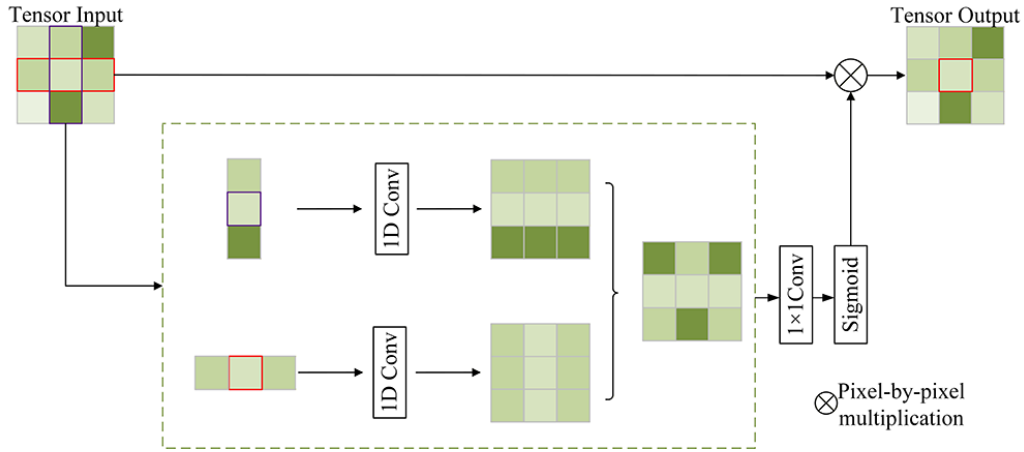 Tensor Input
Tensor Output
1D Conv
1D Conv
1×1Conv
Sigmoid
Pixel-by-pixel
multiplication